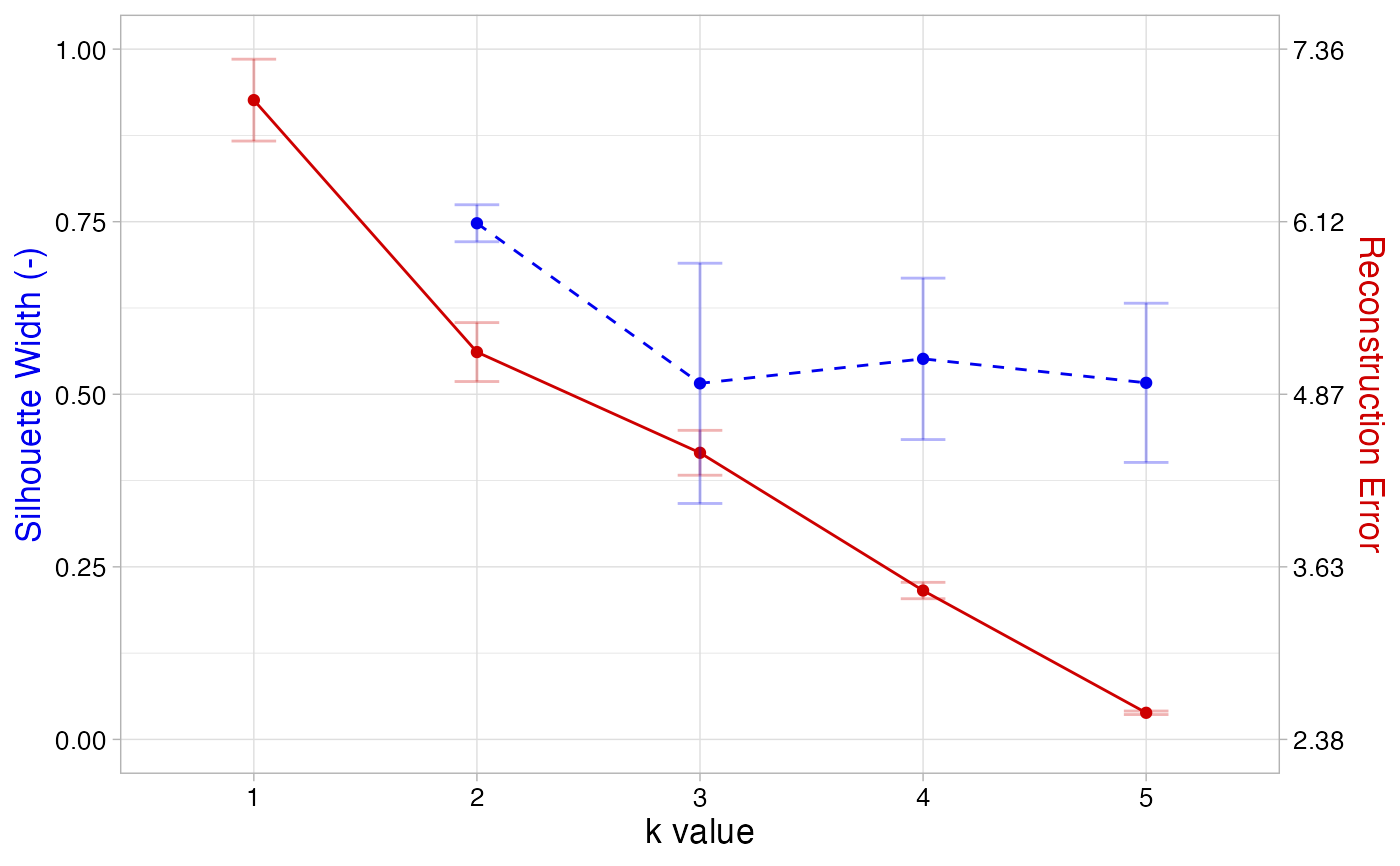 Silhouette Width (-)
1.00
0.75
0.50
0.25
0.00
7.36
6.12
4.87
3.63
2.38
Reconstruction Error
1 2 3 4 5
k value